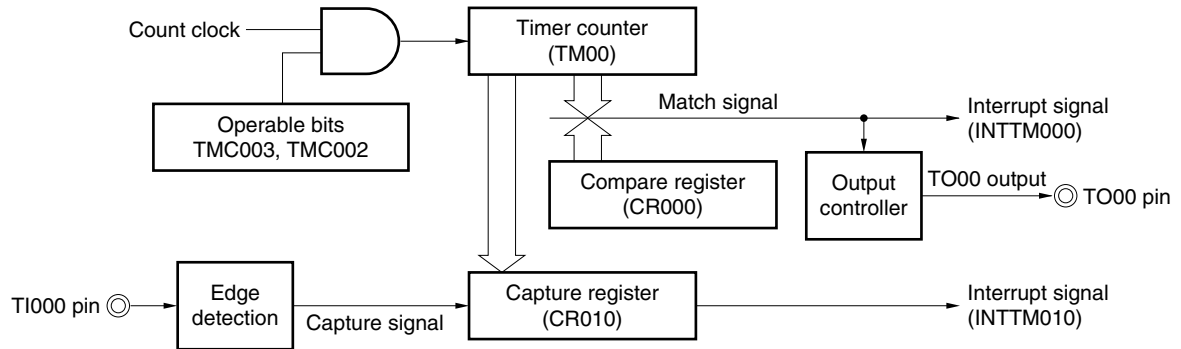 Count clock
Timer counter
(TM00)
Operable bits
TMC003, TMC002
Match signal
Interrupt signal
(INTTM000)
Compare register
(CR000)
Output
controller
TO00 output
TO00 pin
TI000 pin
Edge
detection
Capture signal
Capture register
(CR010)
Interrupt signal
(INTTM010)